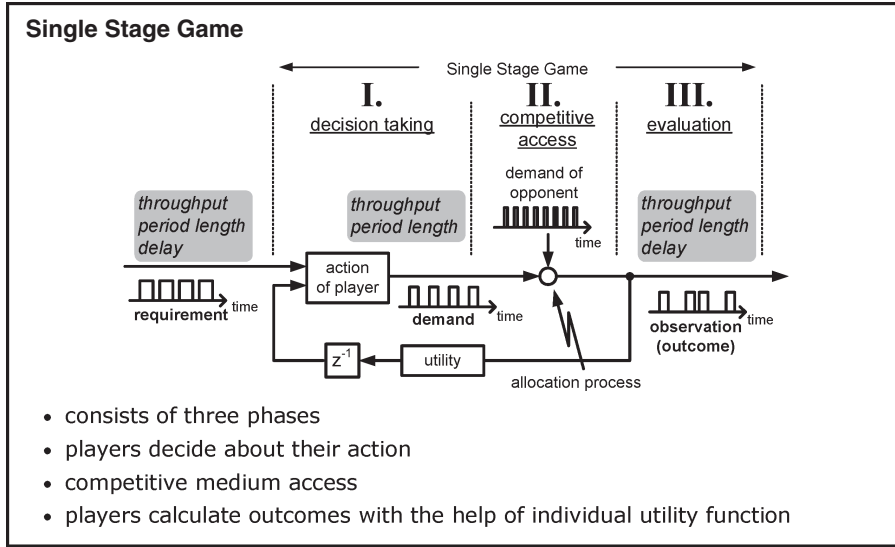 Single Stage Game
Single Stage Game
I.
decision taking
II.
competitive
access
III.
evaluation
demand of
opponent
time
throughput
period length
delay
throughput
period length
throughput
period length
delay
action
of player
time
requirement
time
demand
time
observation
(outcome)
z-1
utility
allocation process
• consists of three phases
• players decide about their action
• competitive medium access
• players calculate outcomes with the help of individual utility function